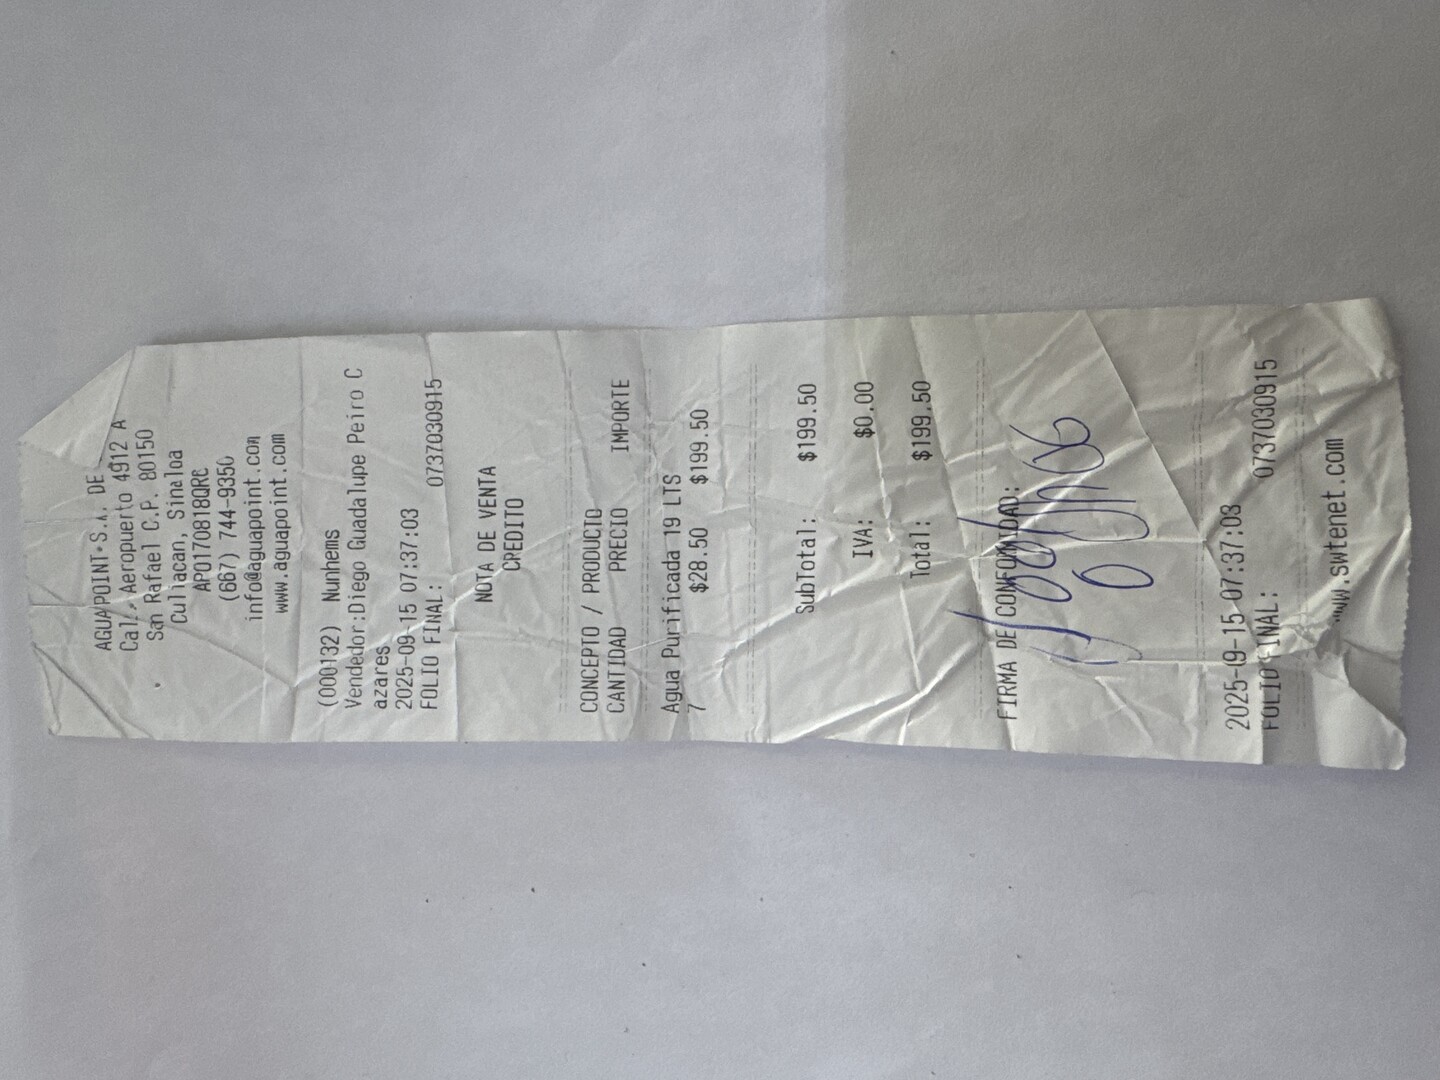 AGUAPOINT S.A. DE
Calz. Aeropuerto 4912 A
San Rafael C.P. 80150
Culiacan, Sinaloa
APO170818QR6
(667) 744-9350
info@aguapoint.com
www.aguapoint.com
(000132) Nunhems
Vendedor:Diego Guadalupe Peiro C
azares
2025-09-15 07:37:03
FOLIO FINAL: 0737030915
NOTA DE VENTA
CREDITO
CONCEPTO / PRODUCTO
CANTIDAD PRECIO IMPORTE
Agua Purificada 19 LTS
7 $28.50 $199.50
SubTotal: $199.50
IVA: $0.00
Total: $199.50
FIRMA DE CONFORMIDAD:
2025-09-15 07:37:03
FOLIO FINAL: 0737030915
www.swtenet.com